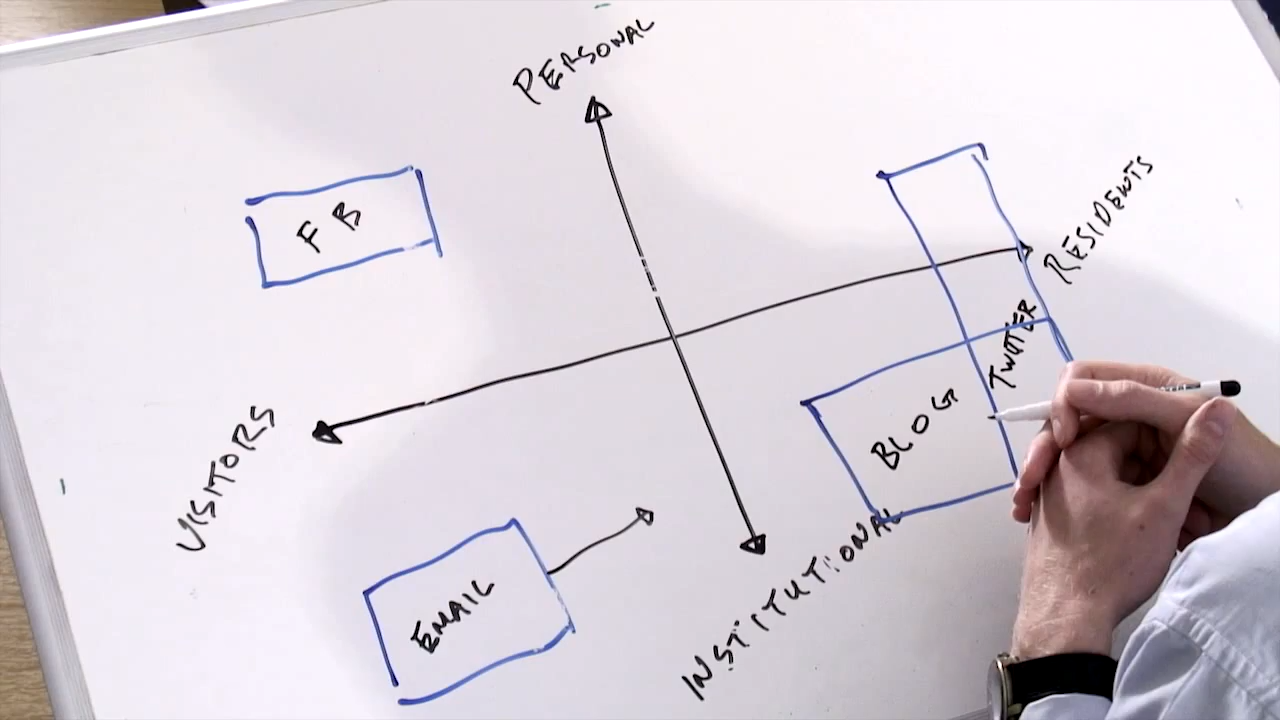 PERSONAL
FB
RESIDENTS
TWITTER
BLOG
VISITORS
EMAIL
INSTITUTIONAL